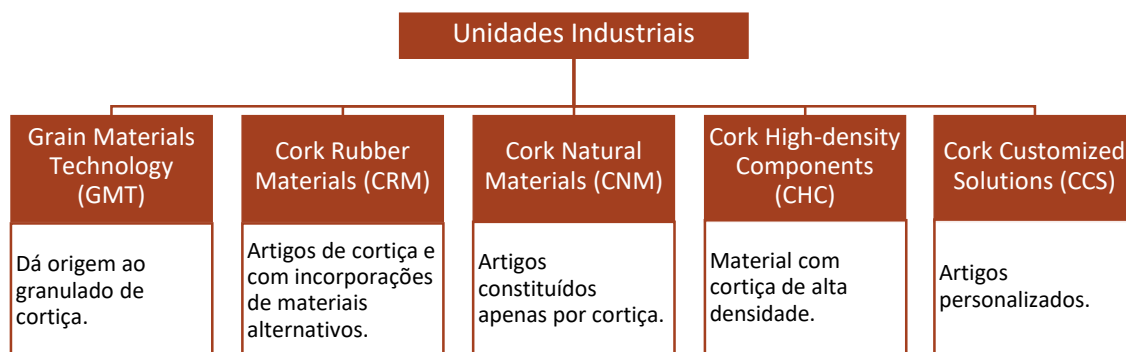 Unidades Industriais
Grain Materials
Technology
(GMT)
Dá origem ao
granulado de
cortiça.
Cork Rubber
Materials (CRM)
Artigos de cortiça e
com incorporações
de materiais
alternativos.
Cork Natural
Materials (CNM)
Artigos
constituídos
apenas por cortiça.
Cork High-density
Components
(CHC)
Material com
cortiça de alta
densidade.
Cork Customized
Solutions (CCS)
Artigos
personalizados.